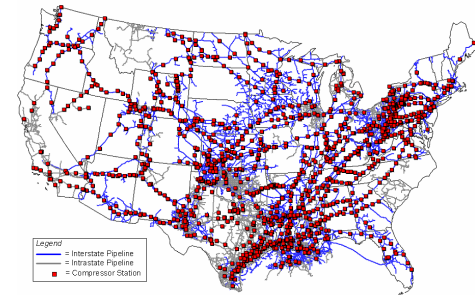 Legend
= Interstate Pipeline
= Intrastate Pipeline
= Compressor Station